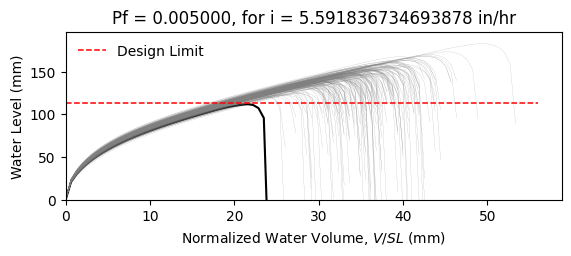 Pf = 0.005000, for i = 5.591836734693878 in/hr
Design Limit
Water Level (mm)
150
100
50
0
0 10 20 30 40 50
Normalized Water Volume, V/SL (mm)